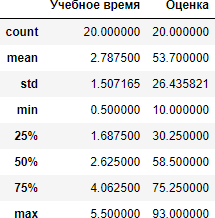 Учебное время Оценка
count 20.000000 20.000000
mean 2.787500 53.700000
std 1.507165 26.435821
min 0.500000 10.000000
25% 1.687500 30.250000
50% 2.625000 58.500000
75% 4.062500 75.250000
max 5.500000 93.000000